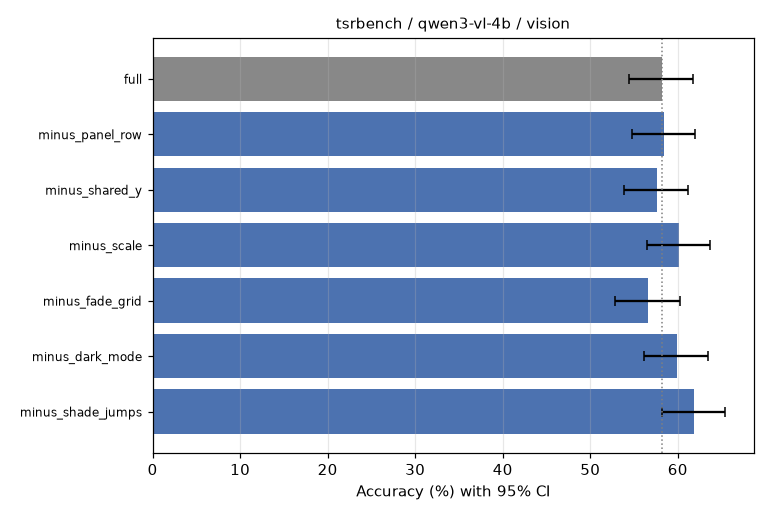 tsrbench / qwen3-vl-4b / vision
full
minus_panel_row
minus_shared_y
minus_scale
minus_fade_grid
minus_dark_mode
minus_shade_jumps
0 10 20 30 40 50 60
Accuracy (%) with 95% CI